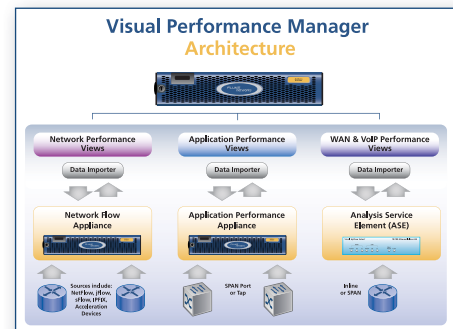 Visual Performance Manager
Architecture
FLUKE
networks
Network Performance
Views
Application Performance
Views
WAN & VoIP Performance
Views
Data Importer
Data Importer
Data Importer
Network Flow
Appliance
Application Performance
Appliance
Analysis Service
Element (ASE)
Sources include:
NetFlow, jFlow,
sFlow, IPFIX,
Acceleration
Devices
SPAN Port
or Tap
Inline
or SPAN